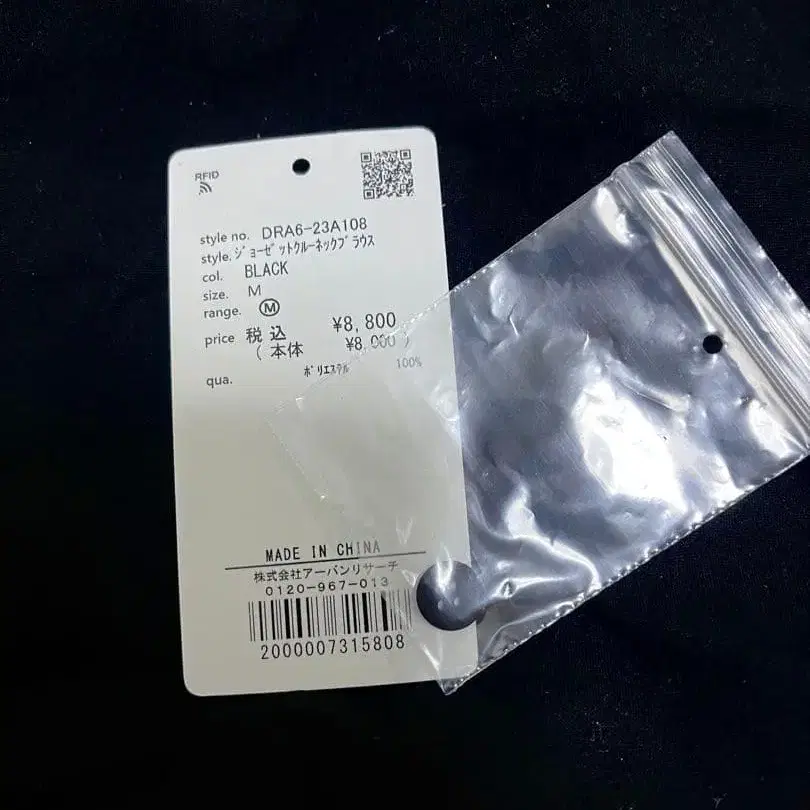 RFID
style no. DRA6-23A108
style. ｼﾞｮｰｾﾞｯﾄｸﾙｰﾈｯｸﾌﾞﾗｳｽ
col. BLACK
size. M
range. Ⓜ
price 税込 ¥8,800
( 本体 ¥8,000 )
qua. ﾎﾟﾘｴｽﾃﾙ 100%
MADE IN CHINA
株式会社アーバンリサーチ
0120-967-013
2000007315808